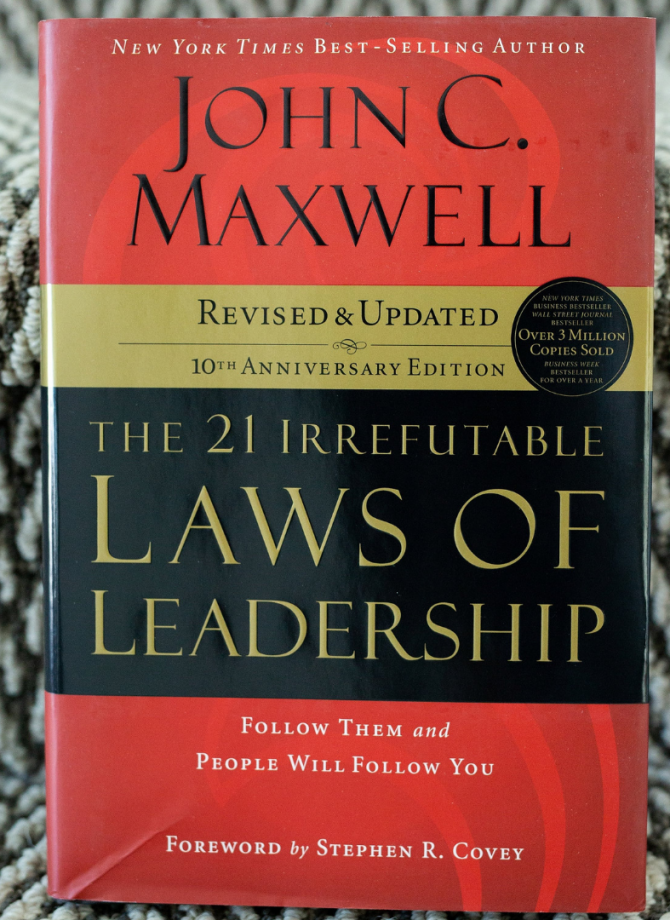 New York Times Best-Selling Author
John C.
Maxwell
Revised & Updated
10th Anniversary Edition
New York Times
Business Bestseller
Wall Street Journal
Bestseller
Over 3 Million
Copies Sold
Business Week
Bestseller
for over a year
The 21 Irrefutable
Laws of
Leadership
Follow Them and
People Will Follow You
Foreword by Stephen R. Covey